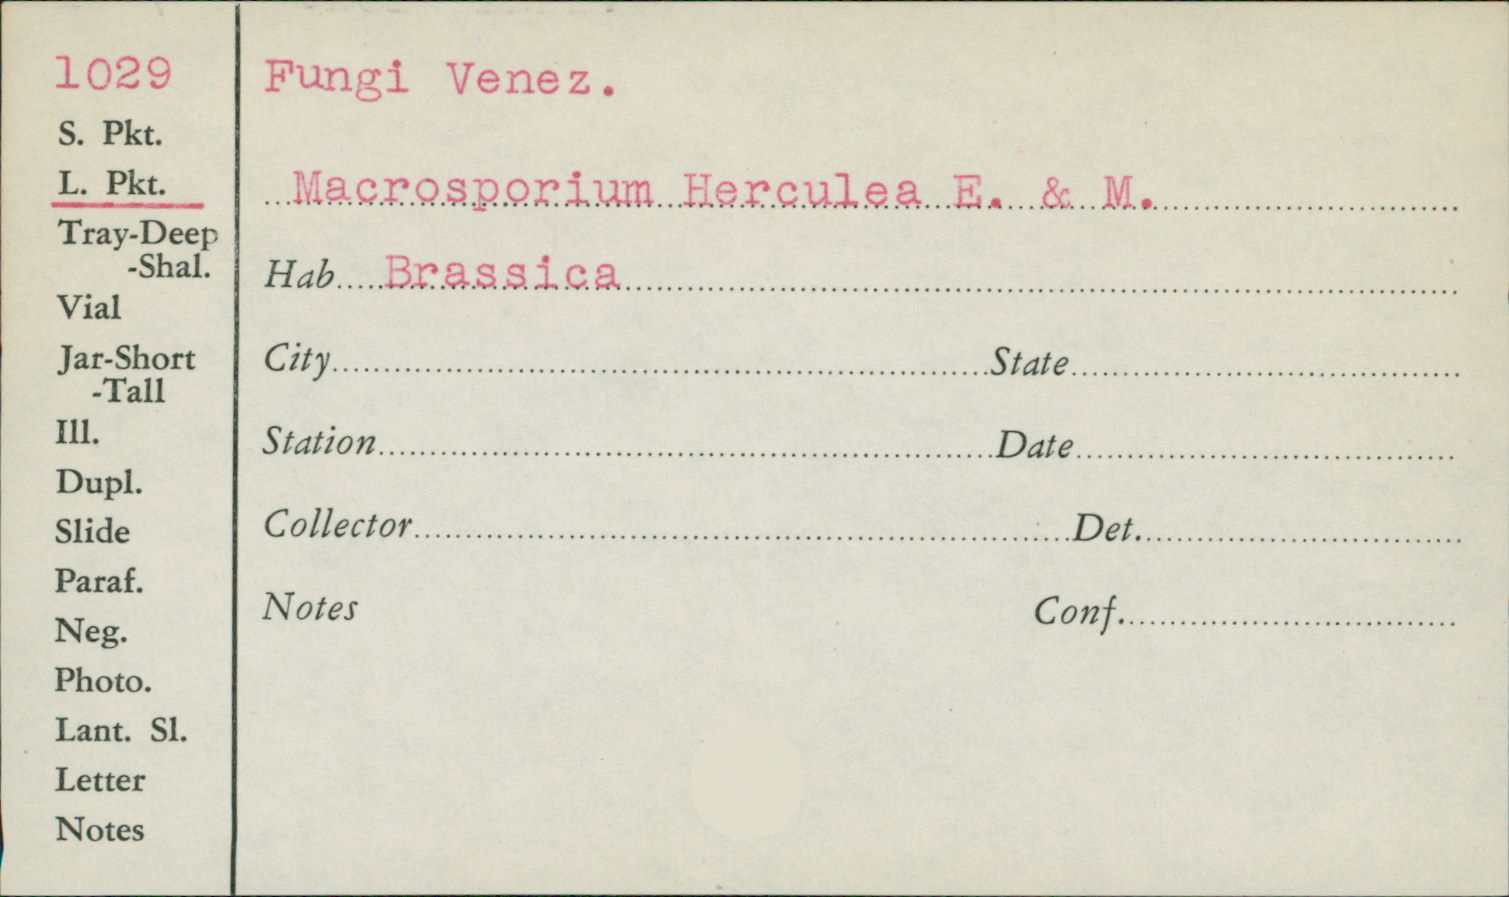 1029
S. Pkt.
L. Pkt.
Tray-Deep
-Shal.
Vial
Jar-Short
-Tall
Ill.
Dupl.
Slide
Paraf.
Neg.
Photo.
Lant. Sl.
Letter
Notes
Fungi Venez.
Macrosporium Herculea E. & M.
Hab Brassica
City State
Station Date
Collector Det.
Notes Conf.